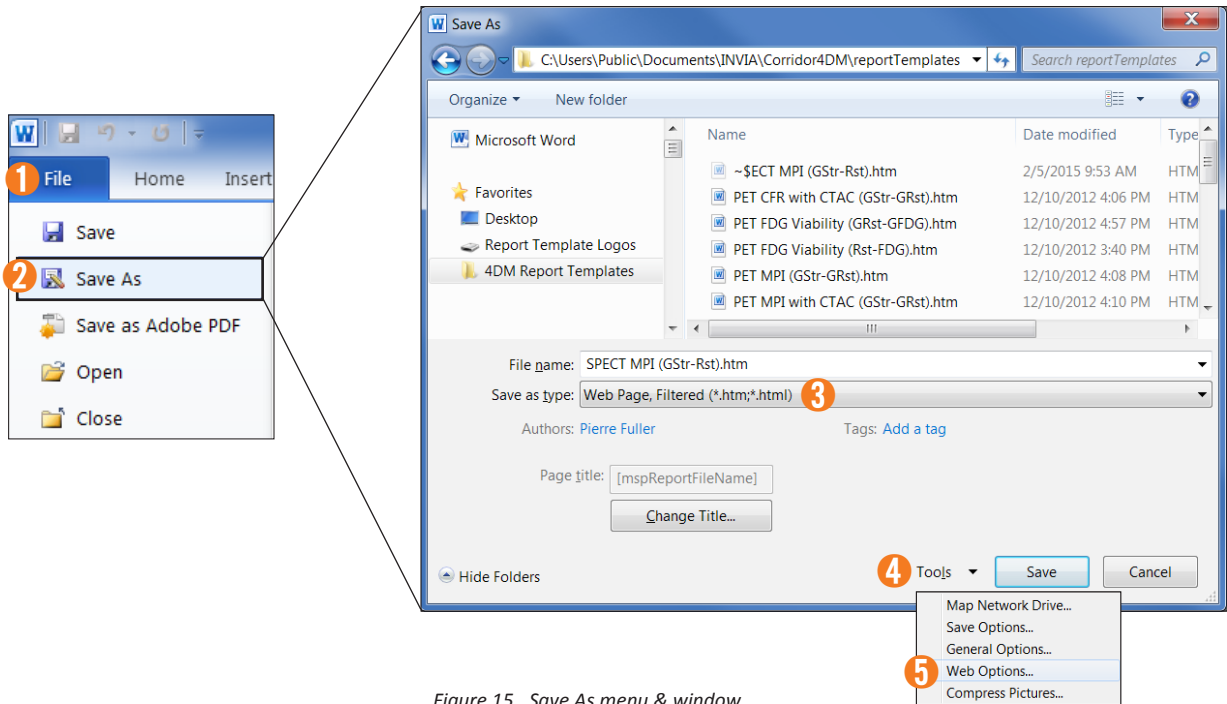 W
1 File Home Insert
Save
2 Save As
Save as Adobe PDF
Open
Close
W Save As
C:\Users\Public\Documents\INVIA\Corridor4DM\reportTemplates Search reportTemplates
Organize New folder
Microsoft Word
Favorites
Desktop
Report Template Logos
4DM Report Templates
Name Date modified Type
~$ECT MPI (GStr-Rst).htm 2/5/2015 9:53 AM HTM
PET CFR with CTAC (GStr-GRst).htm 12/10/2012 4:06 PM HTM
PET FDG Viability (GRst-GFDG).htm 12/10/2012 4:57 PM HTM
PET FDG Viability (Rst-FDG).htm 12/10/2012 3:40 PM HTM
PET MPI (GStr-GRst).htm 12/10/2012 4:08 PM HTM
PET MPI with CTAC (GStr-GRst).htm 12/10/2012 4:10 PM HTM
File name: SPECT MPI (GStr-Rst).htm
Save as type: Web Page, Filtered (*.htm;*.html) 3
Authors: Pierre Fuller Tags: Add a tag
Page title: [mspReportFileName]
Change Title...
Hide Folders
4 Tools Save Cancel
Map Network Drive...
Save Options...
General Options...
5 Web Options...
Compress Pictures...
Figure 15. Save As menu & window